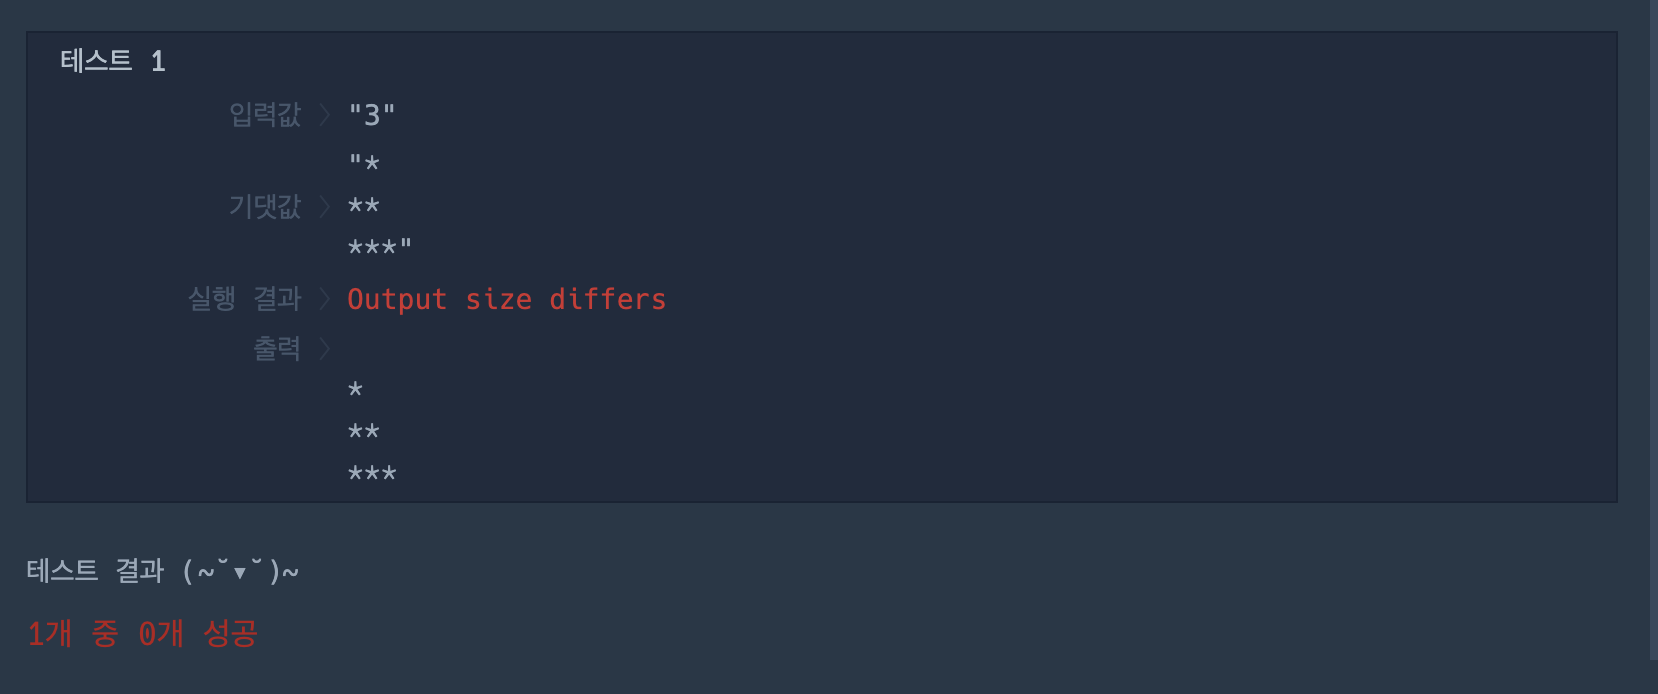 테스트 1
입력값 〉 "3"
"*
기댓값 〉 **
***"
실행 결과 〉 Output size differs
출력 〉
*
**
***
테스트 결과 (~˘▾˘)~
1개 중 0개 성공